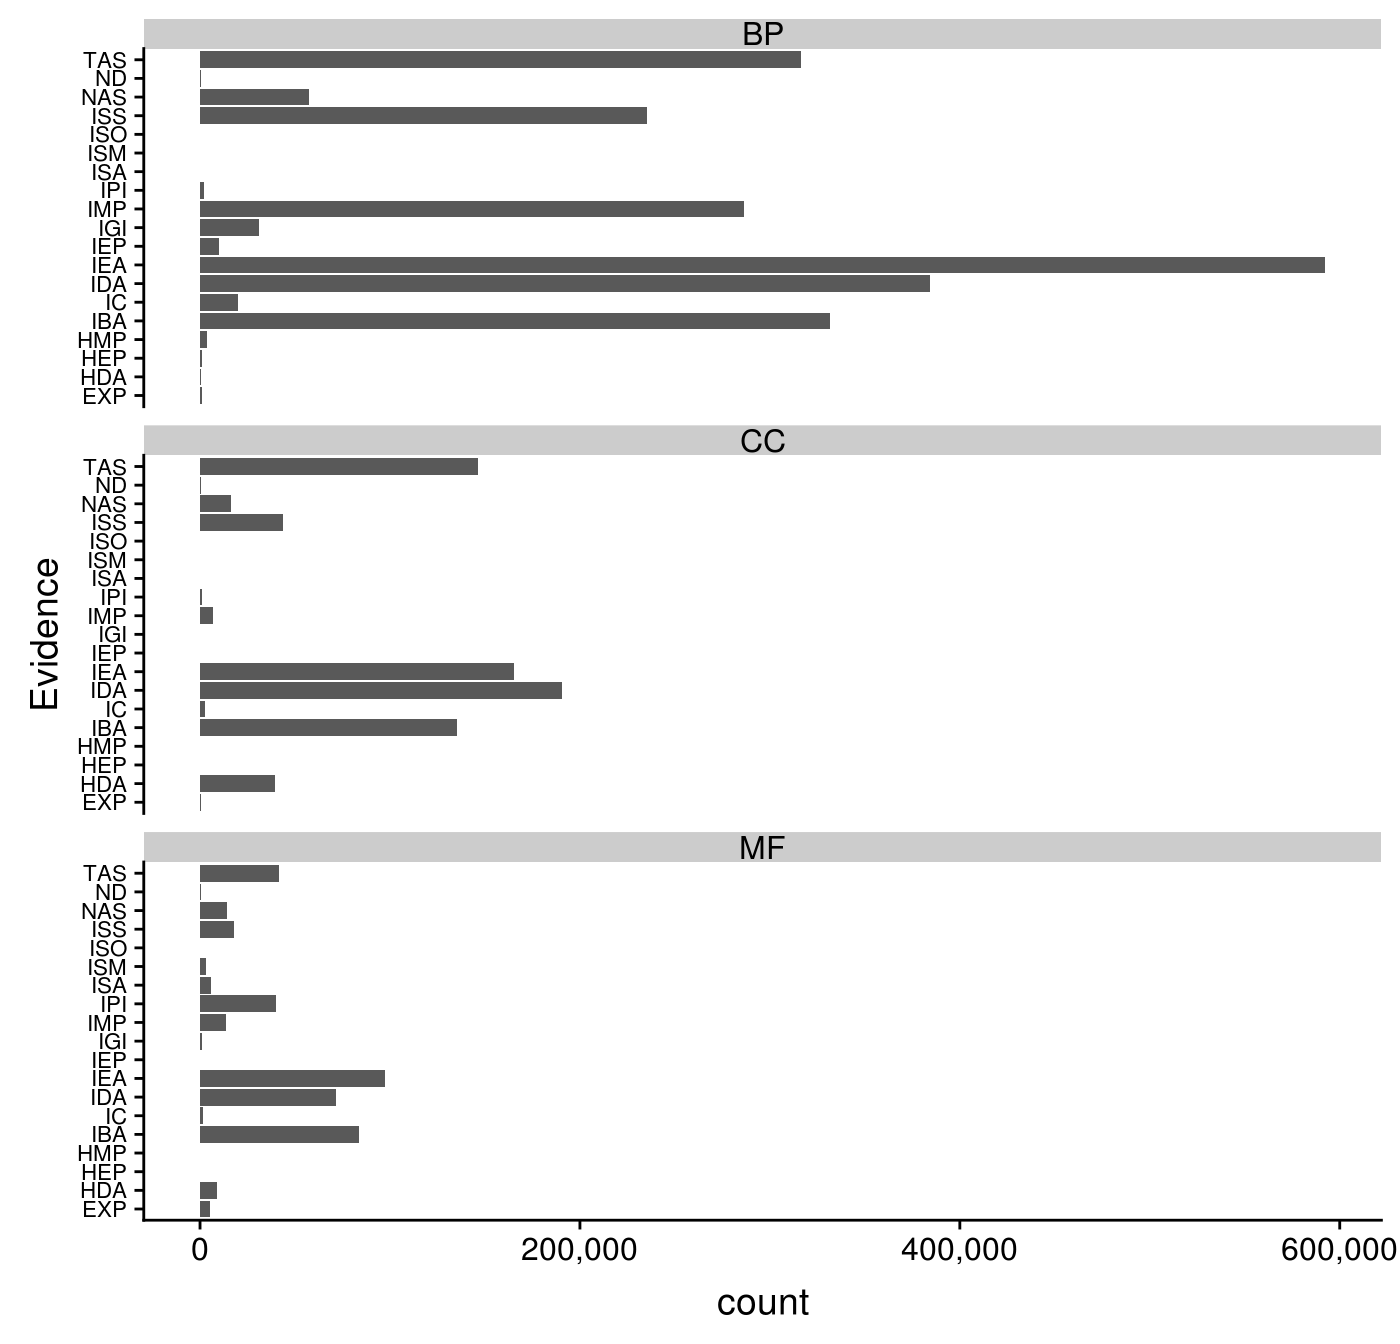 BP
TAS
ND
NAS
ISS
ISO
ISM
ISA
IPI
IMP
IGI
IEP
IEA
IDA
IC
IBA
HMP
HEP
HDA
EXP
CC
TAS
ND
NAS
ISS
ISO
ISM
ISA
IPI
IMP
IGI
IEP
IEA
IDA
IC
IBA
HMP
HEP
HDA
EXP
Evidence
MF
TAS
ND
NAS
ISS
ISO
ISM
ISA
IPI
IMP
IGI
IEP
IEA
IDA
IC
IBA
HMP
HEP
HDA
EXP
0 200,000 400,000 600,000
count